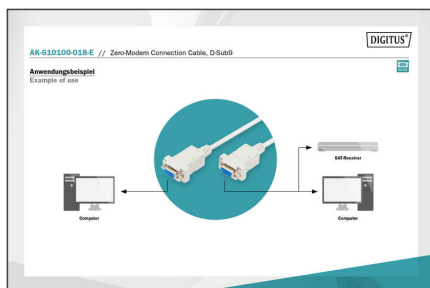 DIGITUS®
AK-610100-018-E // Zero-Modem Connection Cable, D-Sub9
Anwendungsbeispiel
Example of use
SAT-Receiver
Computer
Computer